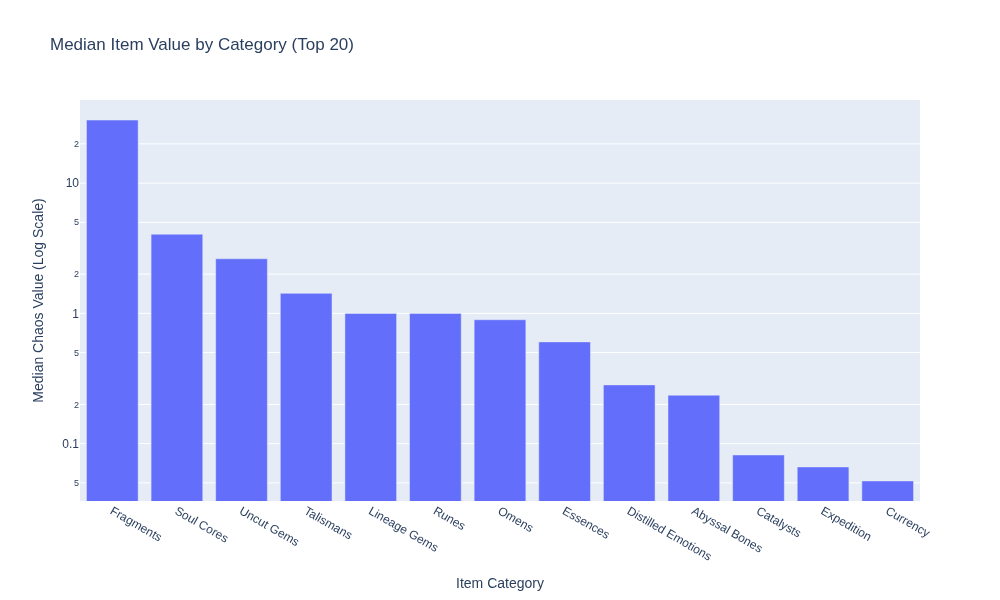 Median Item Value by Category (Top 20)
Median Chaos Value (Log Scale)
2
10
5
2
1
5
2
0.1
5
Fragments
Soul Cores
Uncut Gems
Talismans
Lineage Gems
Runes
Omens
Essences
Distilled Emotions
Abyssal Bones
Catalysts
Expedition
Currency
Item Category